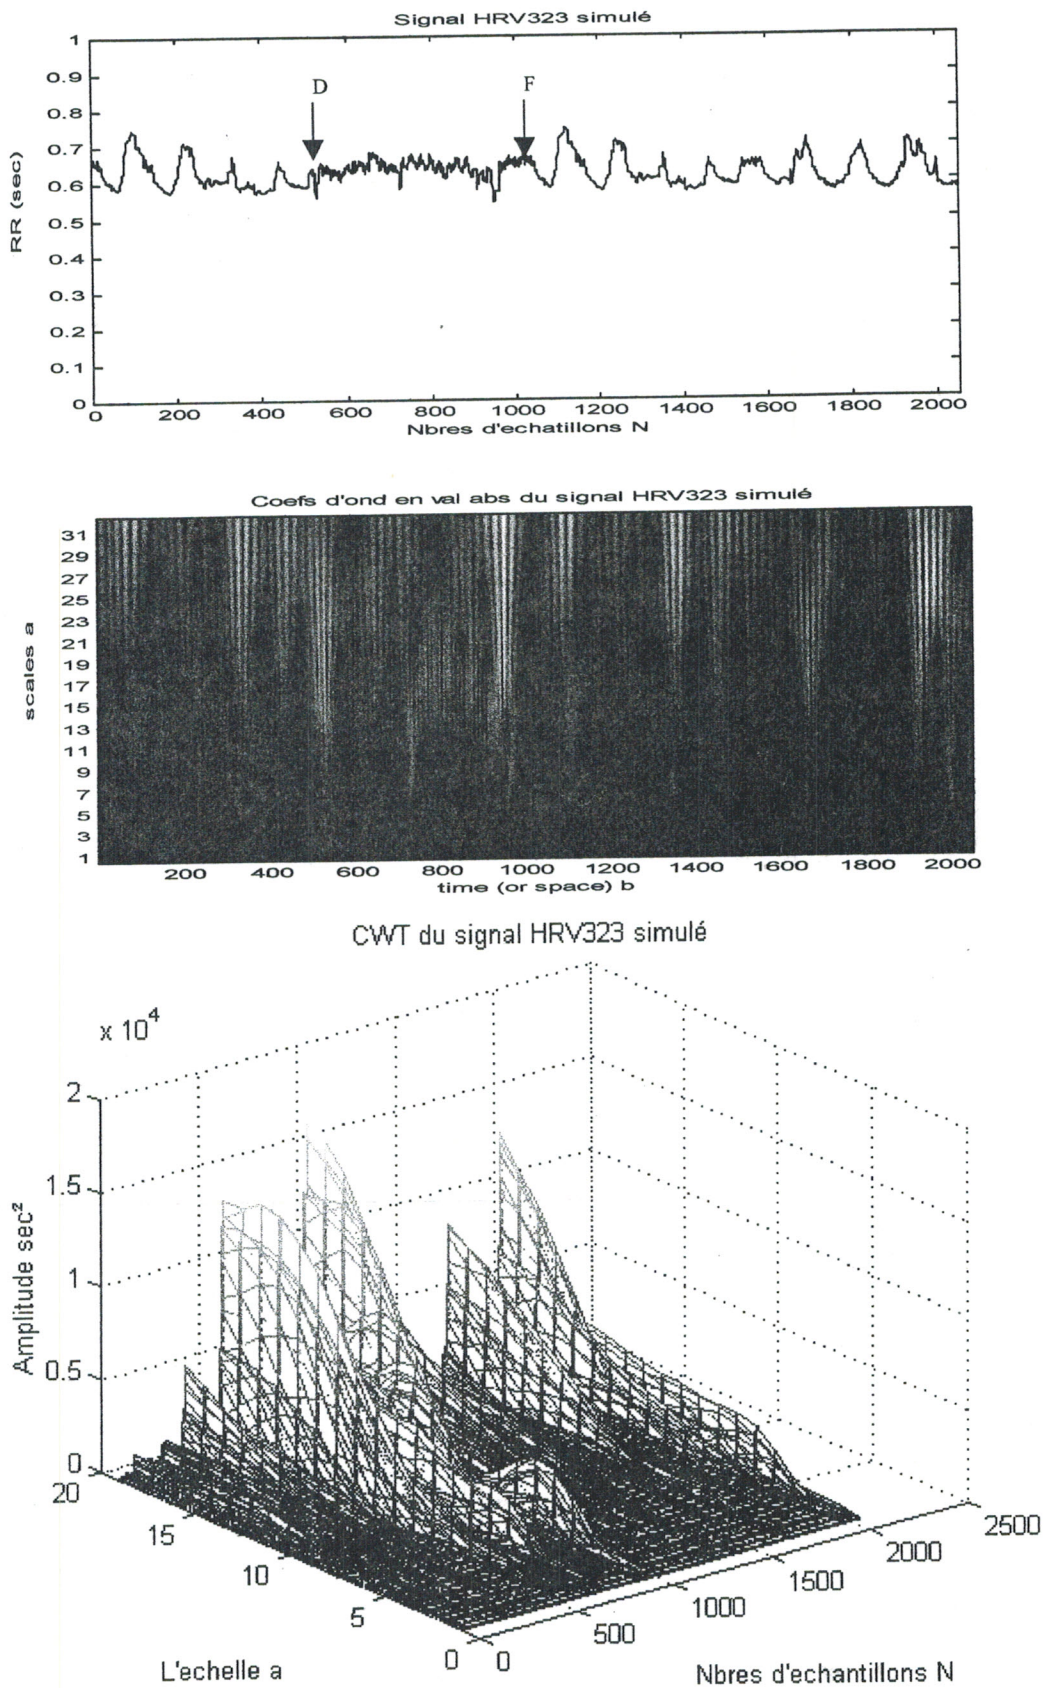 Signal HRV323 simulé
1
0.9
0.8
0.7
0.6
0.5
0.4
0.3
0.2
0.1
0
RR (sec)
D
F
0 200 400 600 800 1000 1200 1400 1600 1800 2000
Nbres d'echatillons N
Coefs d'ond en val abs du signal HRV323 simulé
31
29
27
25
23
21
19
17
15
13
11
9
7
5
3
1
scales a
200 400 600 800 1000 1200 1400 1600 1800 2000
time (or space) b
CWT du signal HRV323 simulé
x 10⁴
2
1.5
1
0.5
0
Amplitude sec²
20
15
10
5
0
0
500
1000
1500
2000
2500
L'echelle a
Nbres d'echantillons N